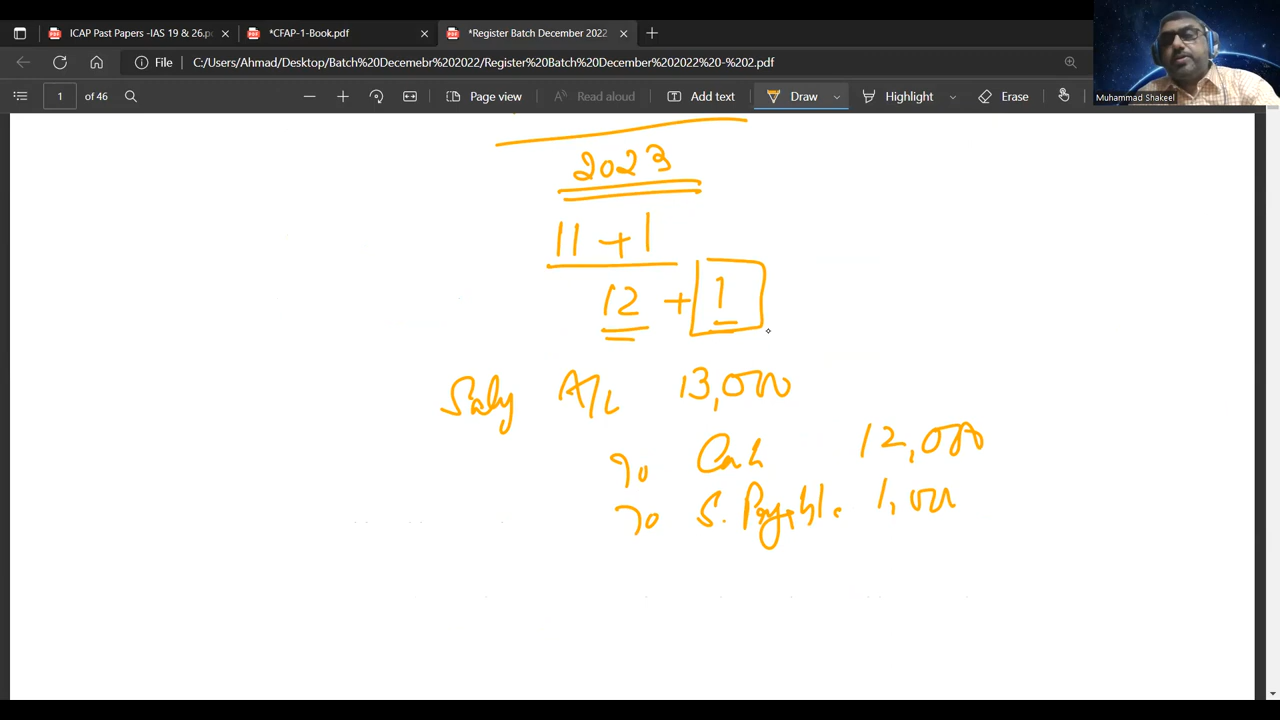 ICAP Past Papers -IAS 19 & 26.p
*CFAP-1-Book.pdf
*Register Batch December 2022
File C:/Users/Ahmad/Desktop/Batch%20Decemebr%202022/Register%20Batch%20December%202022%20-%202.pdf
1 of 46 Page view Read aloud Add text Draw Highlight Erase
Muhammad Shakeel
2023
11 + 1
12 + 1
Saly A/c 13,000
To Cash 12,000
To S. Payable 1,000